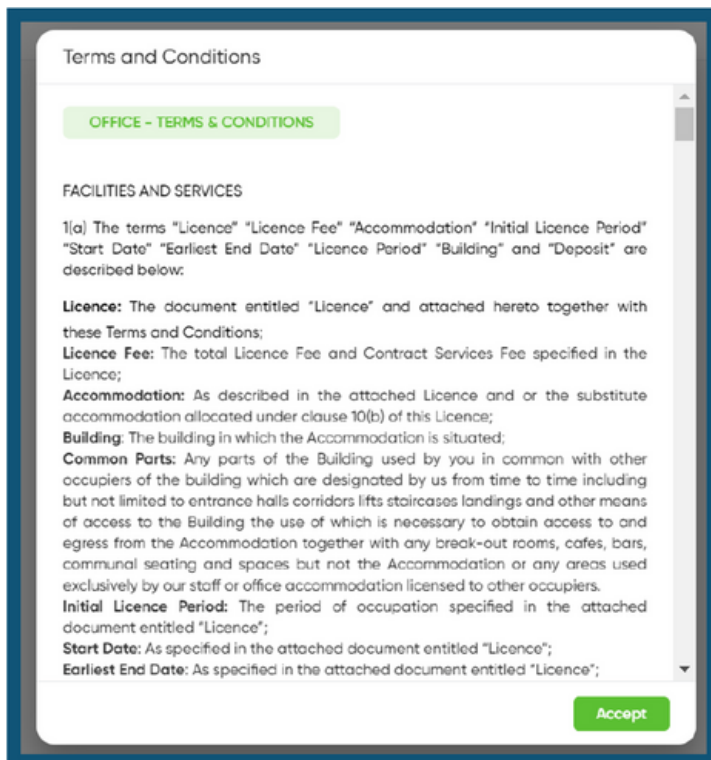 Terms and Conditions
OFFICE - TERMS & CONDITIONS
FACILITIES AND SERVICES
1(a) The terms "Licence" "Licence Fee" "Accommodation" "Initial Licence Period"
"Start Date" "Earliest End Date" "Licence Period" "Building" and "Deposit" are
described below:
Licence: The document entitled "Licence" and attached hereto together with
these Terms and Conditions;
Licence Fee: The total Licence Fee and Contract Services Fee specified in the
Licence;
Accommodation: As described in the attached Licence and or the substitute
accommodation allocated under clause 10(b) of this Licence;
Building: The building in which the Accommodation is situated;
Common Parts: Any parts of the Building used by you in common with other
occupiers of the building which are designated by us from time to time including
but not limited to entrance halls corridors lifts staircases landings and other means
of access to the Building the use of which is necessary to obtain access to and
egress from the Accommodation together with any break-out rooms, cafes, bars,
communal seating and spaces but not the Accommodation or any areas used
exclusively by our staff or office accommodation licensed to other occupiers.
Initial Licence Period: The period of occupation specified in the attached
document entitled "Licence";
Start Date: As specified in the attached document entitled "Licence";
Earliest End Date: As specified in the attached document entitled "Licence";
Accept